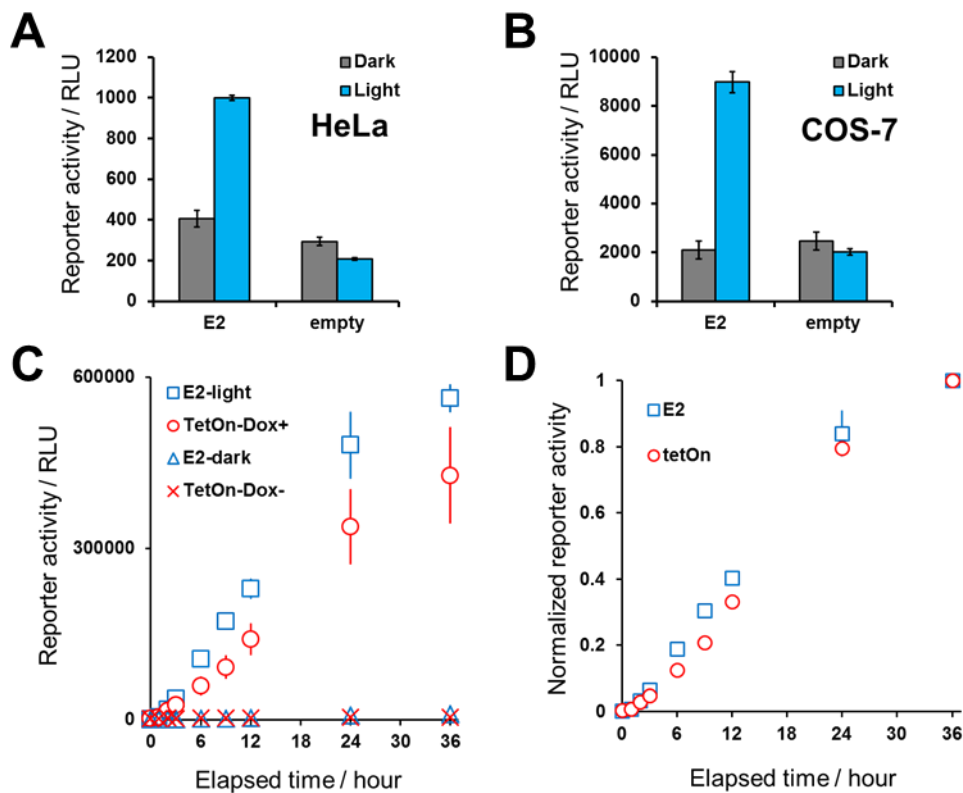 A
Reporter activity / RLU
1200
1000
800
600
400
200
0
Dark
Light
HeLa
E2 empty
B
Reporter activity / RLU
10000
8000
6000
4000
2000
0
Dark
Light
COS-7
E2 empty
C
Reporter activity / RLU
600000
300000
0
E2-light
TetOn-Dox+
E2-dark
TetOn-Dox-
0 6 12 24 30 36
Elapsed time / hour
D
Normalized reporter activity
1
0.8
0.6
0.4
0.2
0
E2
tetOn
0 6 12 18 24 30 36
Elapsed time / hour